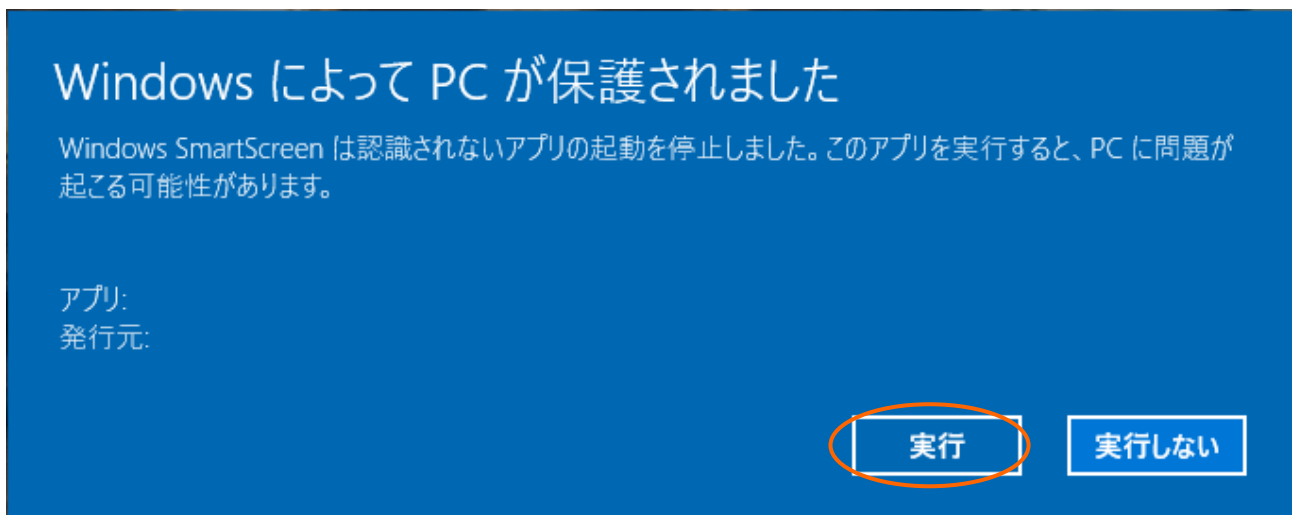 Windows によって PC が保護されました
Windows SmartScreen は認識されないアプリの起動を停止しました。このアプリを実行すると、PC に問題が
起こる可能性があります。
アプリ:
発行元:
実行 実行しない